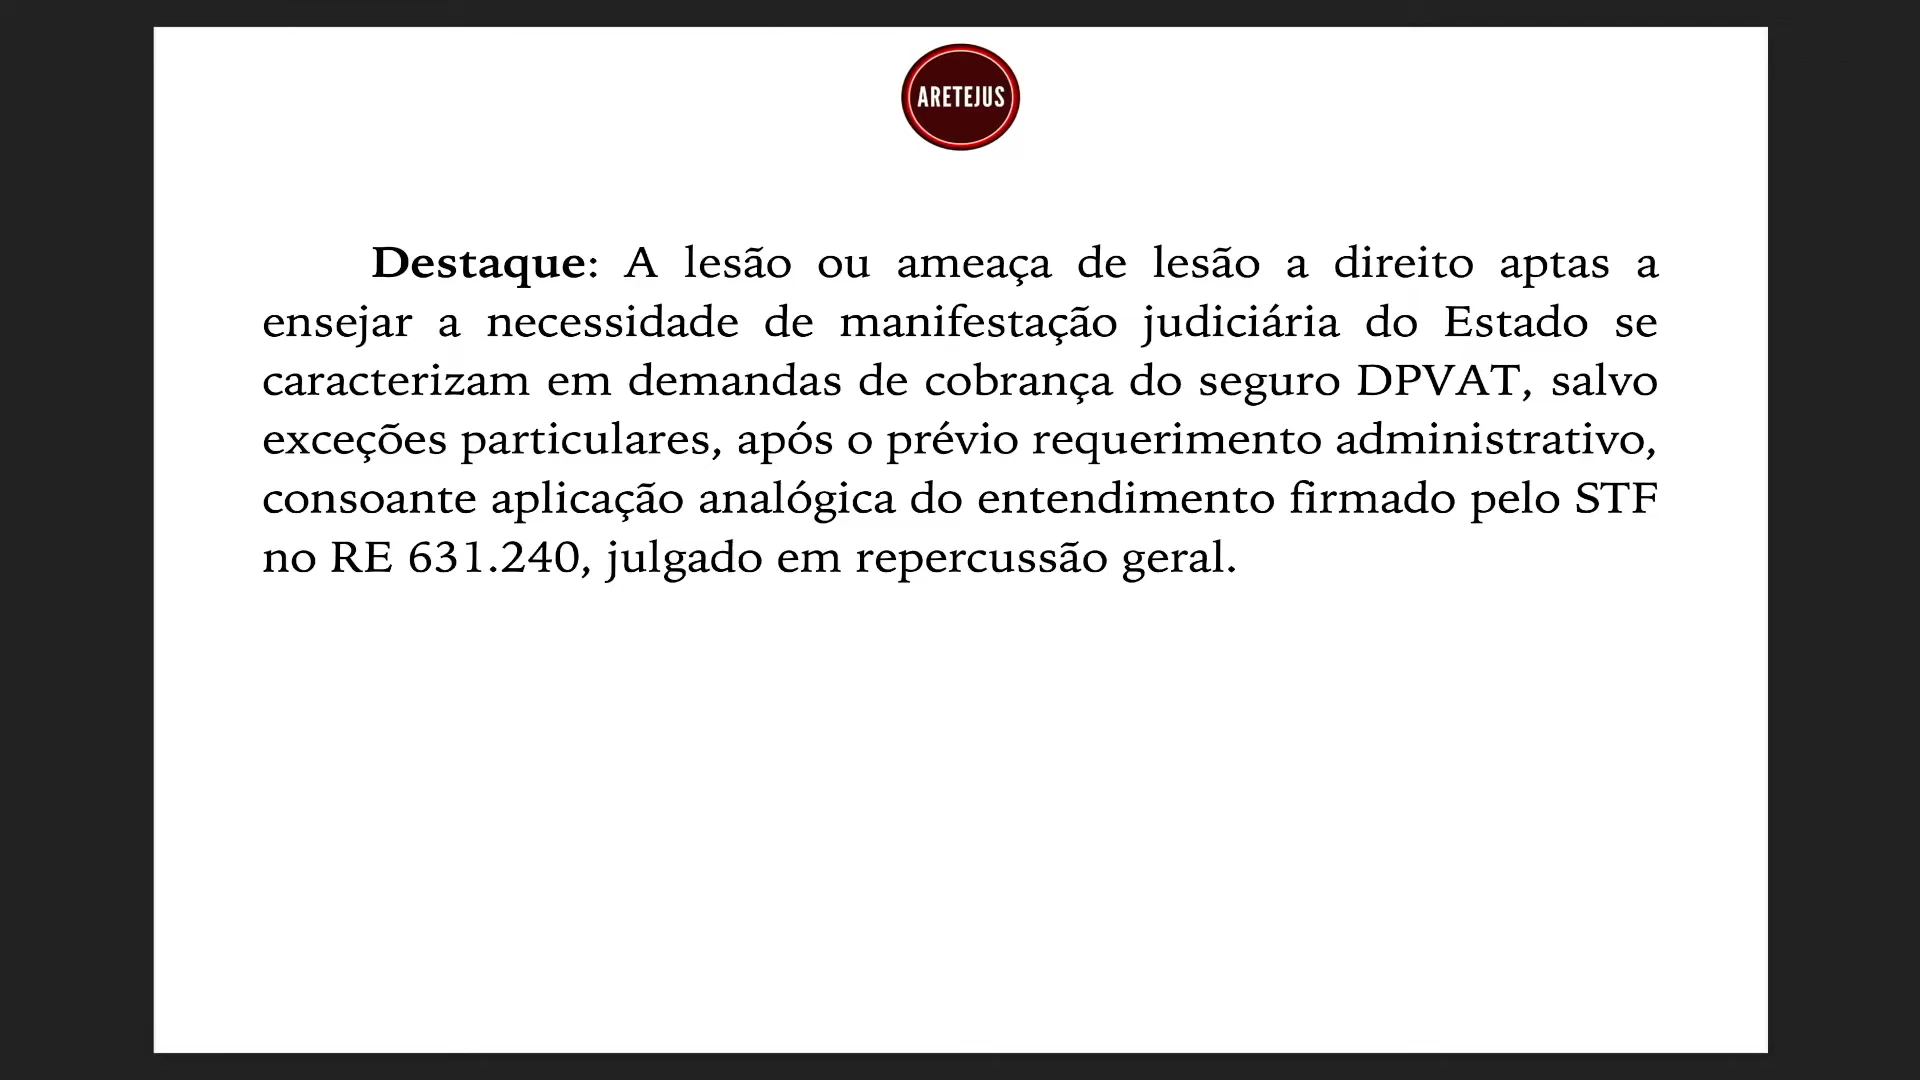 ARETEJUS
Destaque: A lesão ou ameaça de lesão a direito aptas a
ensejar a necessidade de manifestação judiciária do Estado se
caracterizam em demandas de cobrança do seguro DPVAT, salvo
exceções particulares, após o prévio requerimento administrativo,
consoante aplicação analógica do entendimento firmado pelo STF
no RE 631.240, julgado em repercussão geral.